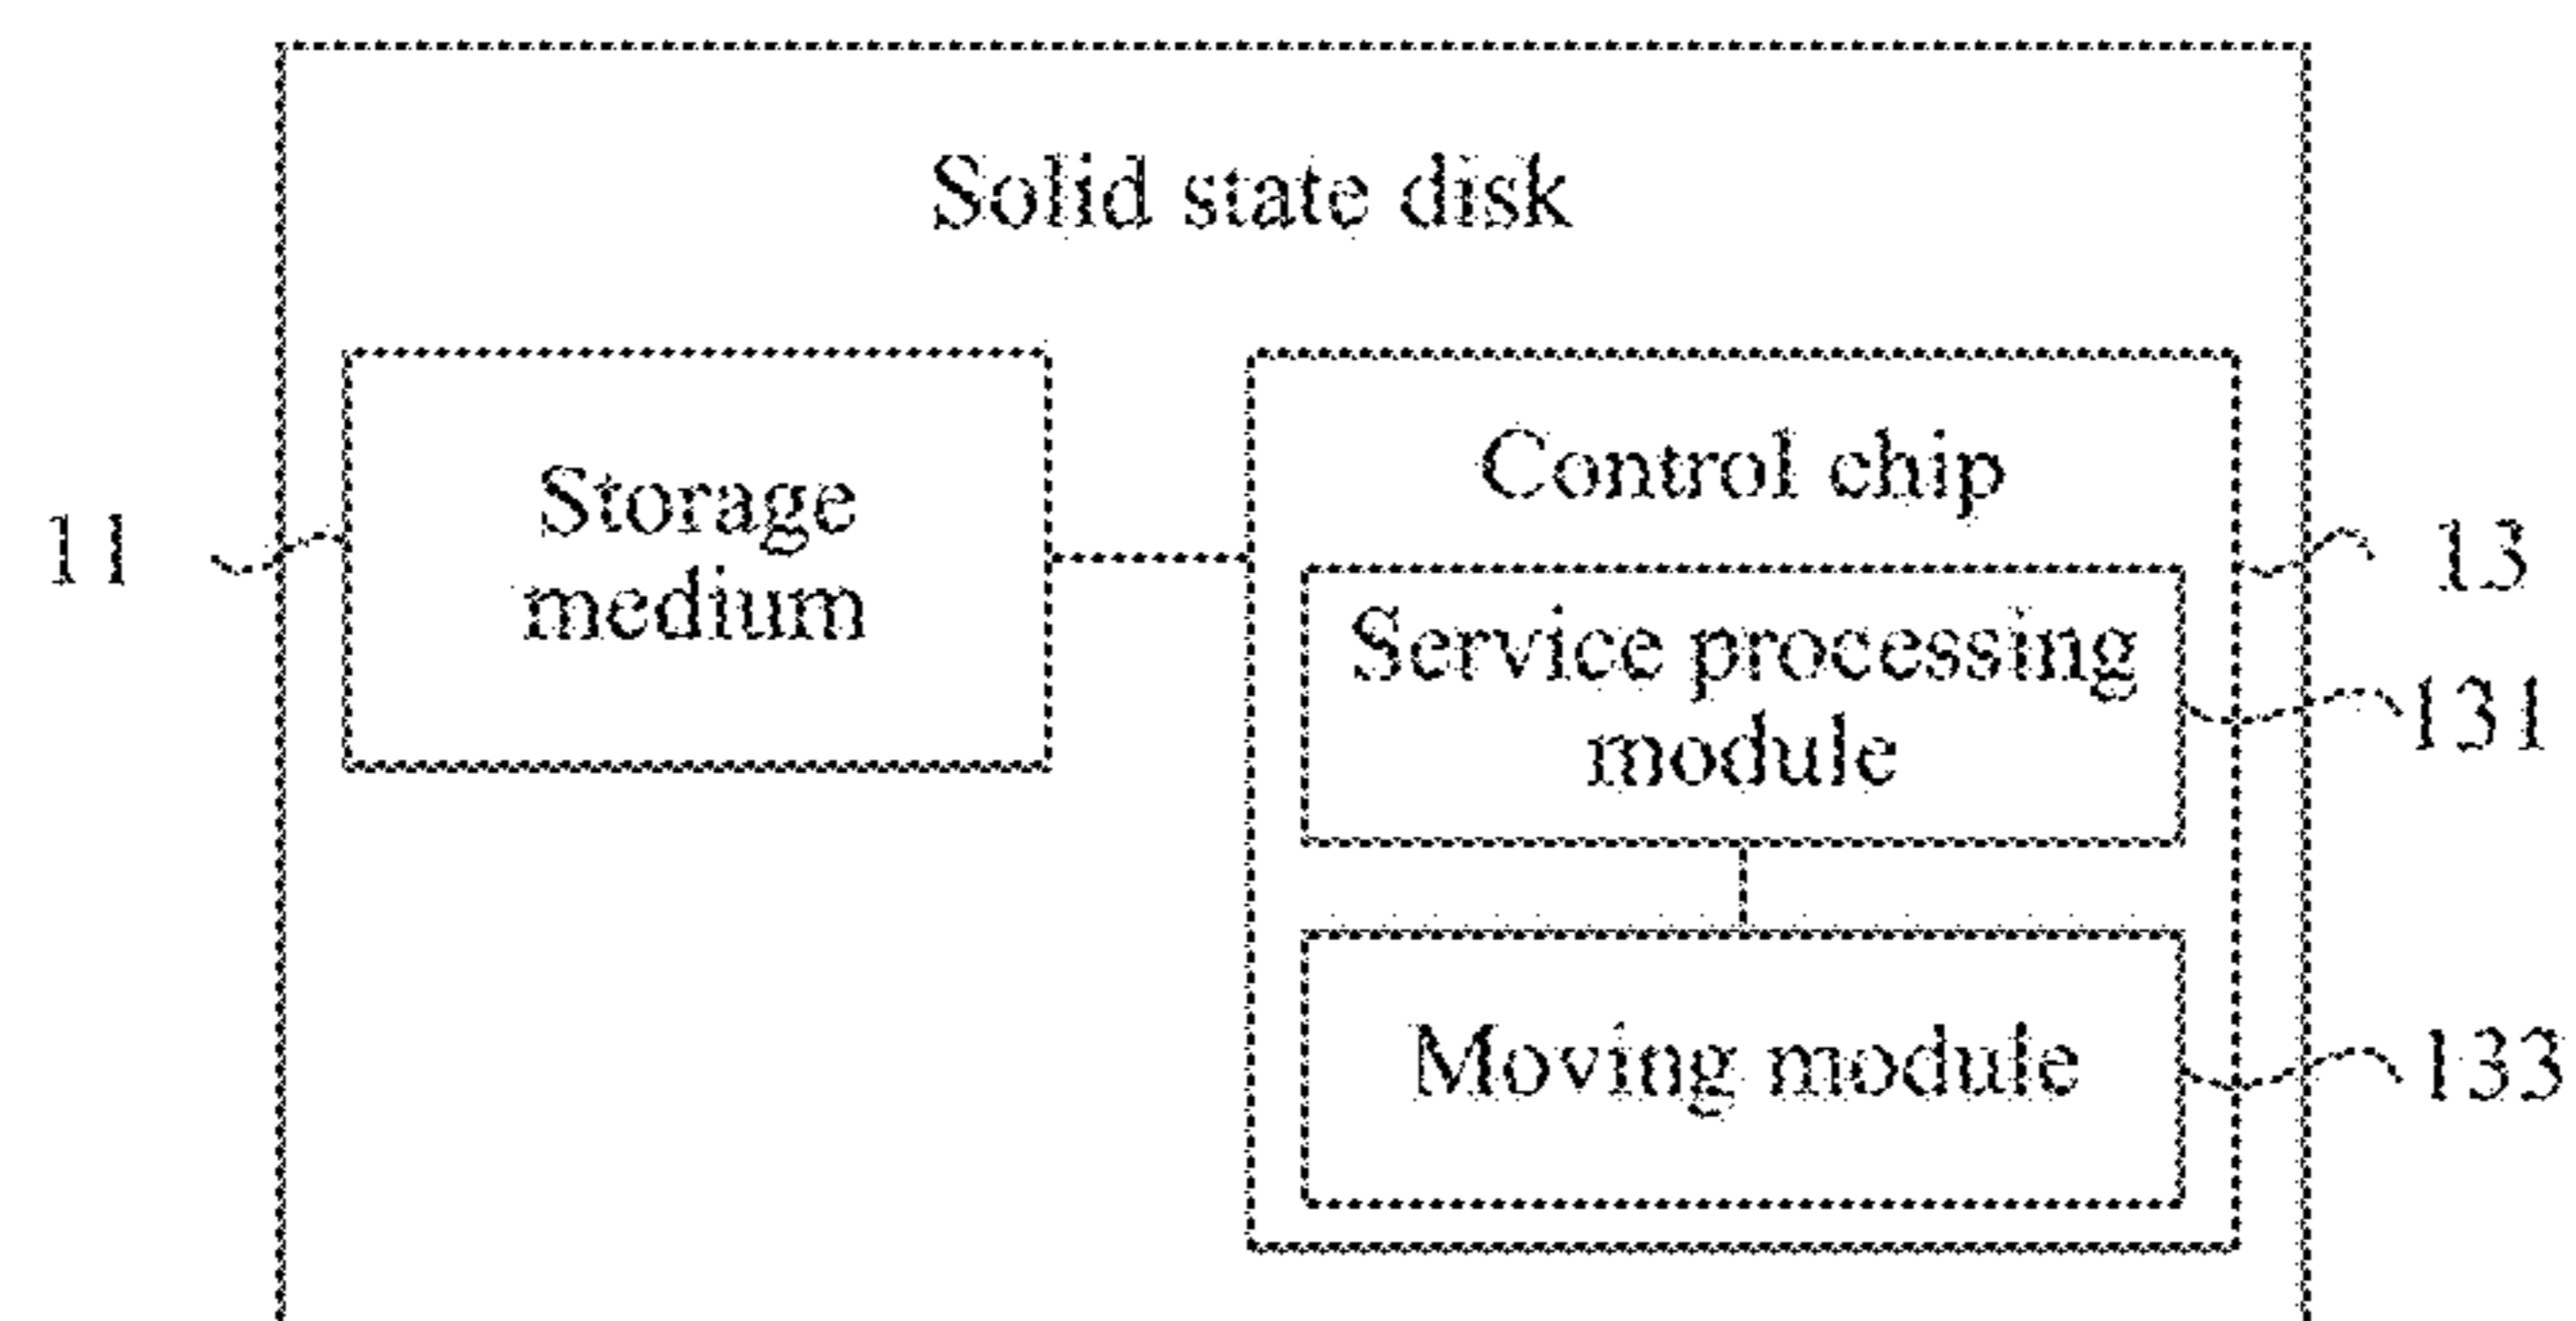 Solid state disk
Storage
medium
11
Control chip
13
Service processing
module
131
Moving module
133